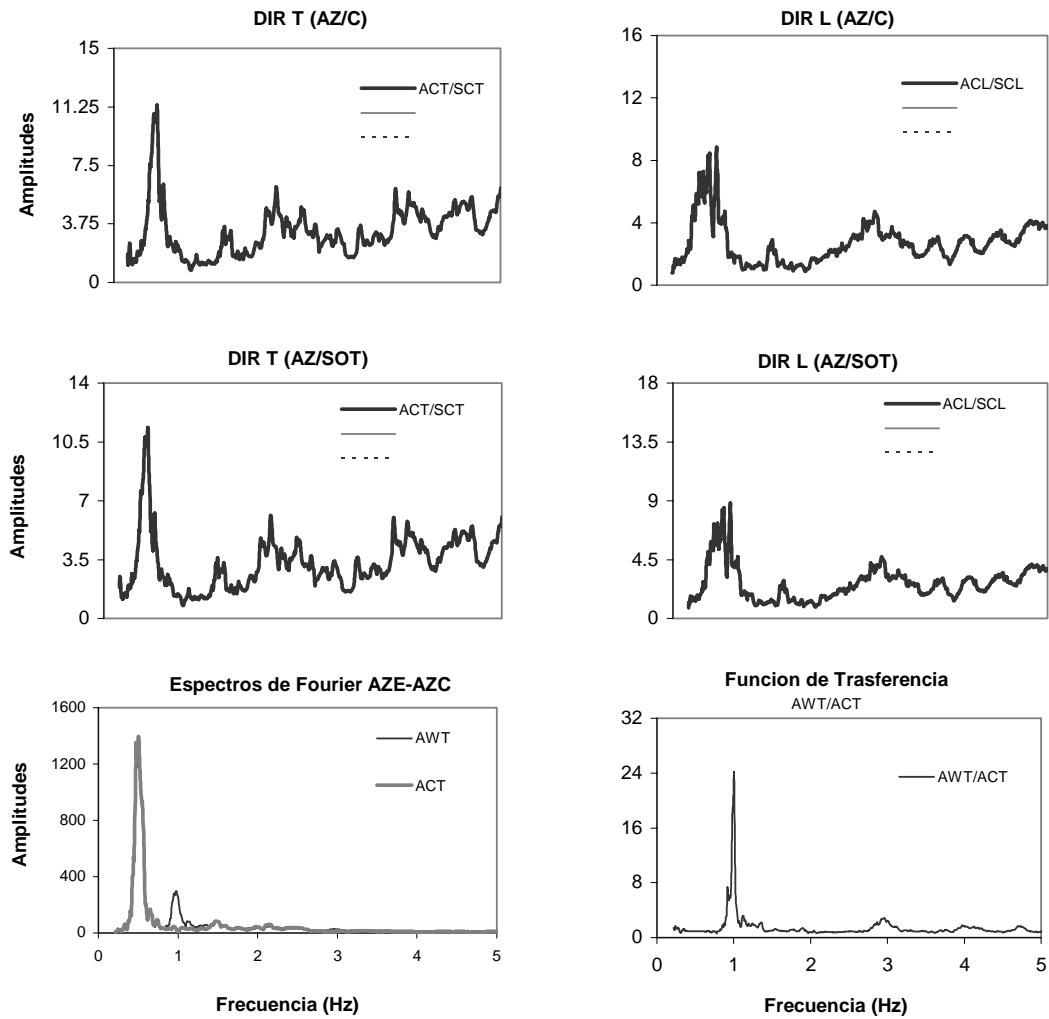 DIR T (AZ/C)
15
11.25
7.5
3.75
0
Amplitudes
ACT/SCT
DIR L (AZ/C)
16
12
8
4
0
ACL/SCL
DIR T (AZ/SOT)
14
10.5
7
3.5
0
Amplitudes
ACT/SCT
DIR L (AZ/SOT)
18
13.5
9
4.5
0
ACL/SCL
Espectros de Fourier AZE-AZC
1600
1200
800
400
0
Amplitudes
AWT
ACT
0 1 2 3 4 5
Frecuencia (Hz)
Funcion de Trasferencia
AWT/ACT
32
24
16
8
0
AWT/ACT
0 1 2 3 4 5
Frecuencia (Hz)